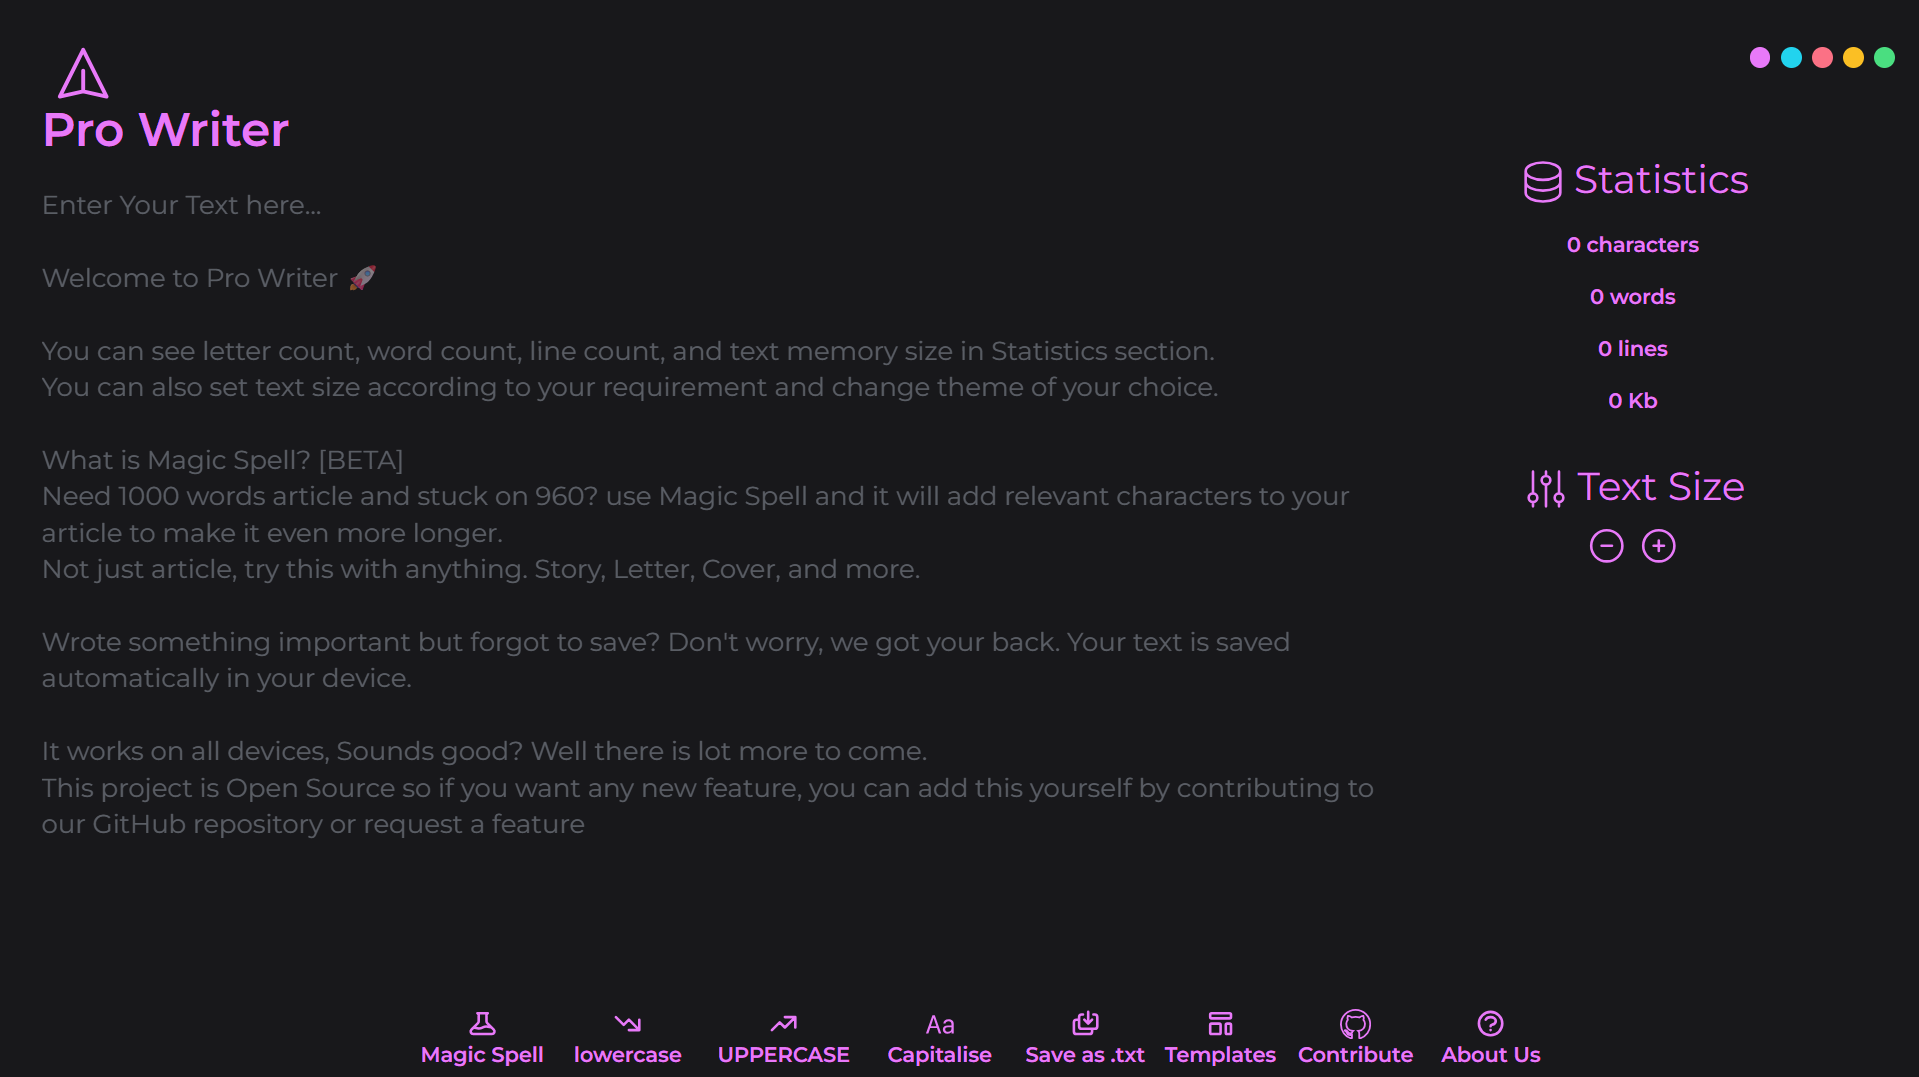 Pro Writer
Enter Your Text here...
Welcome to Pro Writer 🚀
You can see letter count, word count, line count, and text memory size in Statistics section.
You can also set text size according to your requirement and change theme of your choice.
What is Magic Spell? [BETA]
Need 1000 words article and stuck on 960? use Magic Spell and it will add relevant characters to your
article to make it even more longer.
Not just article, try this with anything. Story, Letter, Cover, and more.
Wrote something important but forgot to save? Don't worry, we got your back. Your text is saved
automatically in your device.
It works on all devices, Sounds good? Well there is lot more to come.
This project is Open Source so if you want any new feature, you can add this yourself by contributing to
our GitHub repository or request a feature
Statistics
0 characters
0 words
0 lines
0 Kb
Text Size
Aa
Magic Spell
lowercase
UPPERCASE
Capitalise
Save as .txt
Templates
Contribute
About Us